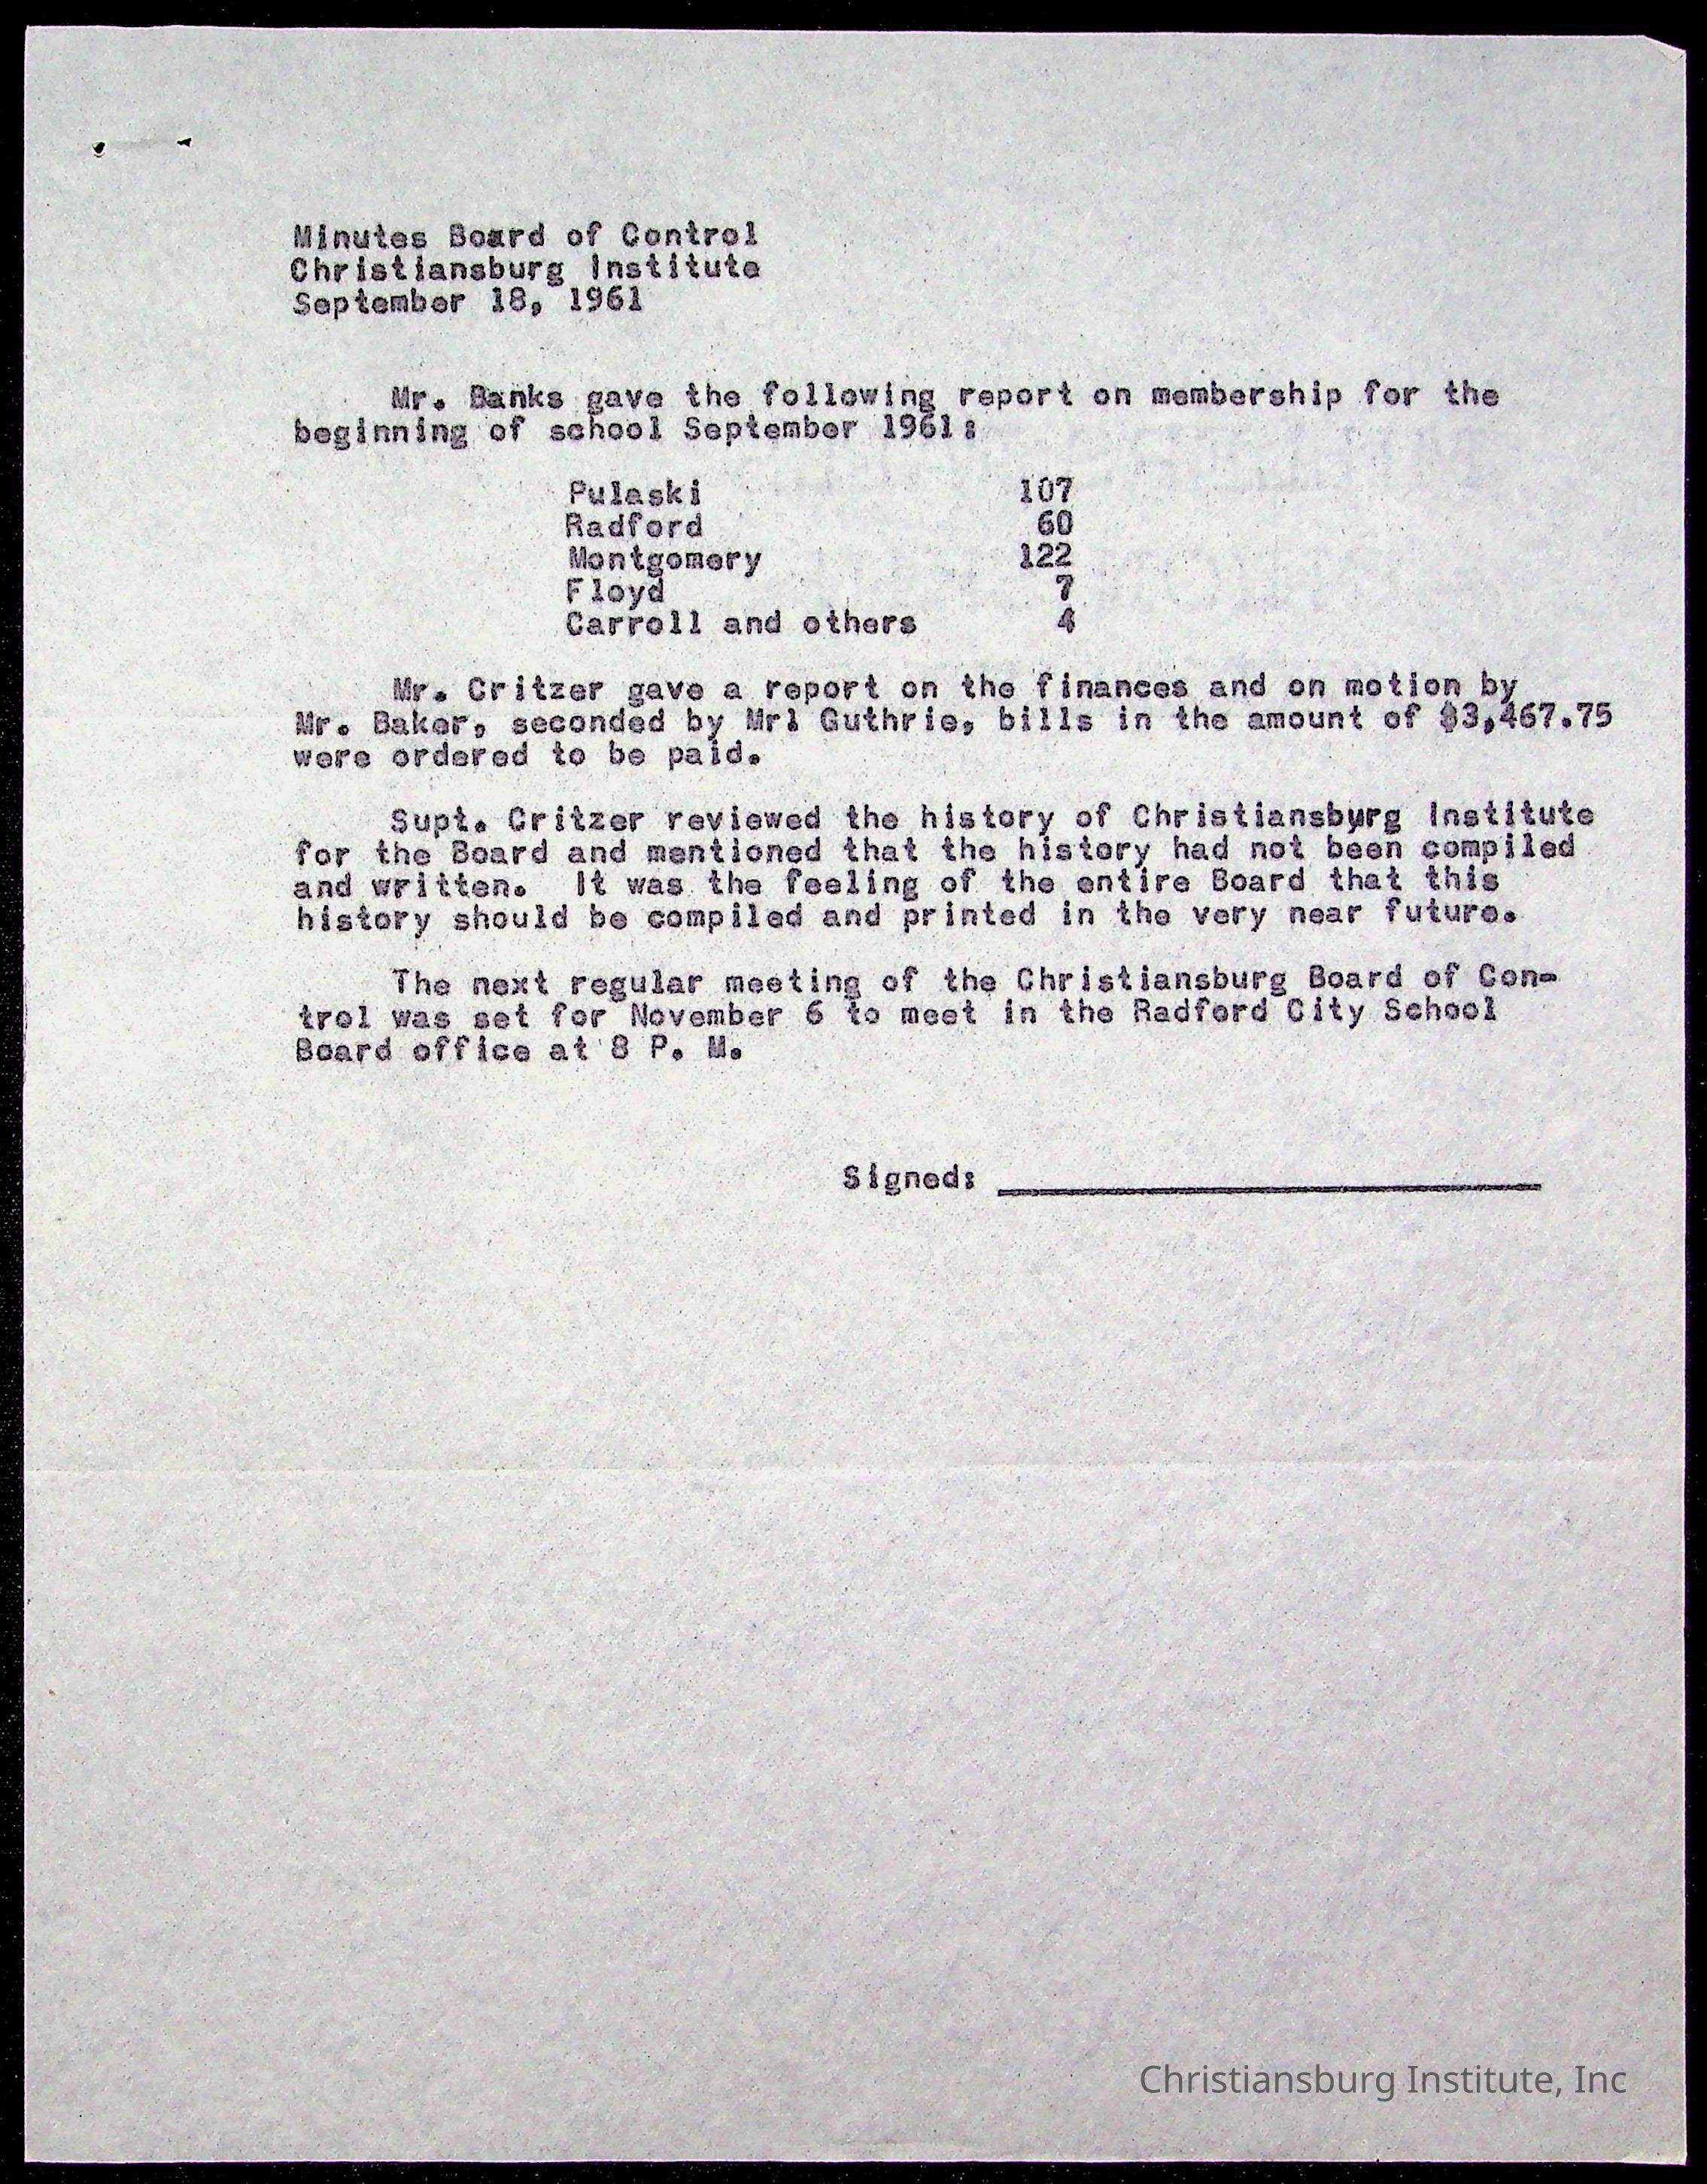 Minutes Board of Control
Christiansburg Institute
September 18, 1961
Mr. Banks gave the following report on membership for the
beginning of school September 1961:
Pulaski 107
Radford 60
Montgomery 122
Floyd 7
Carroll and others 4
Mr. Critzer gave a report on the finances and on motion by
Mr. Baker, seconded by Mrl Guthrie, bills in the amount of $3,467.75
were ordered to be paid.
Supt. Critzer reviewed the history of Christiansburg Institute
for the Board and mentioned that the history had not been compiled
and written. It was the feeling of the entire Board that this
history should be compiled and printed in the very near future.
The next regular meeting of the Christiansburg Board of Con-
trol was set for November 6 to meet in the Radford City School
Board office at 8 P. M.
Signed:
Christiansburg Institute, Inc